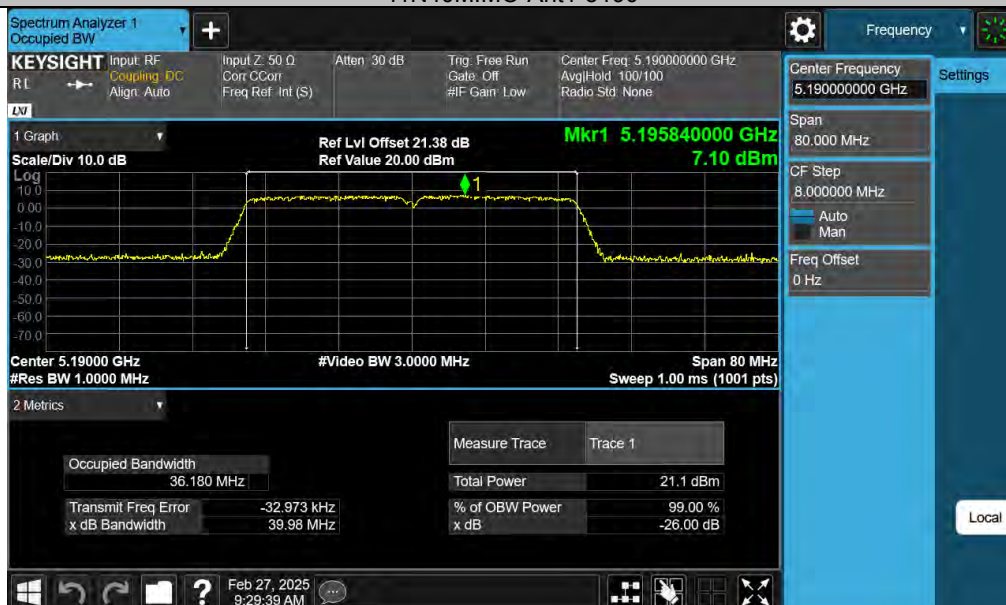 Spectrum Analyzer 1
Occupied BW
Frequency
KEYSIGHT
RL
LXI
Input: RF
Coupling: DC
Align: Auto
Input Z: 50 Ω
Corr CCorr
Freq Ref: Int (S)
Atten: 30 dB
Trig: Free Run
Gate: Off
#IF Gain: Low
Center Freq: 5.190000000 GHz
Avg|Hold: 100/100
Radio Std: None
Center Frequency
5.190000000 GHz
Settings
Span
80.000 MHz
CF Step
8.000000 MHz
Auto
Man
Freq Offset
0 Hz
Local
1 Graph
Scale/Div 10.0 dB
Ref Lvl Offset 21.38 dB
Ref Value 20.00 dBm
Mkr1 5.195840000 GHz
7.10 dBm
Log
10.0
0.00
-10.0
-20.0
-30.0
-40.0
-50.0
-60.0
-70.0
1
Center 5.19000 GHz
#Res BW 1.0000 MHz
#Video BW 3.0000 MHz
Span 80 MHz
Sweep 1.00 ms (1001 pts)
2 Metrics
Measure Trace Trace 1
Occupied Bandwidth
36.180 MHz
Total Power 21.1 dBm
Transmit Freq Error -32.973 kHz
% of OBW Power 99.00 %
x dB Bandwidth 39.98 MHz
x dB -26.00 dB
Feb 27, 2025
9:29:39 AM